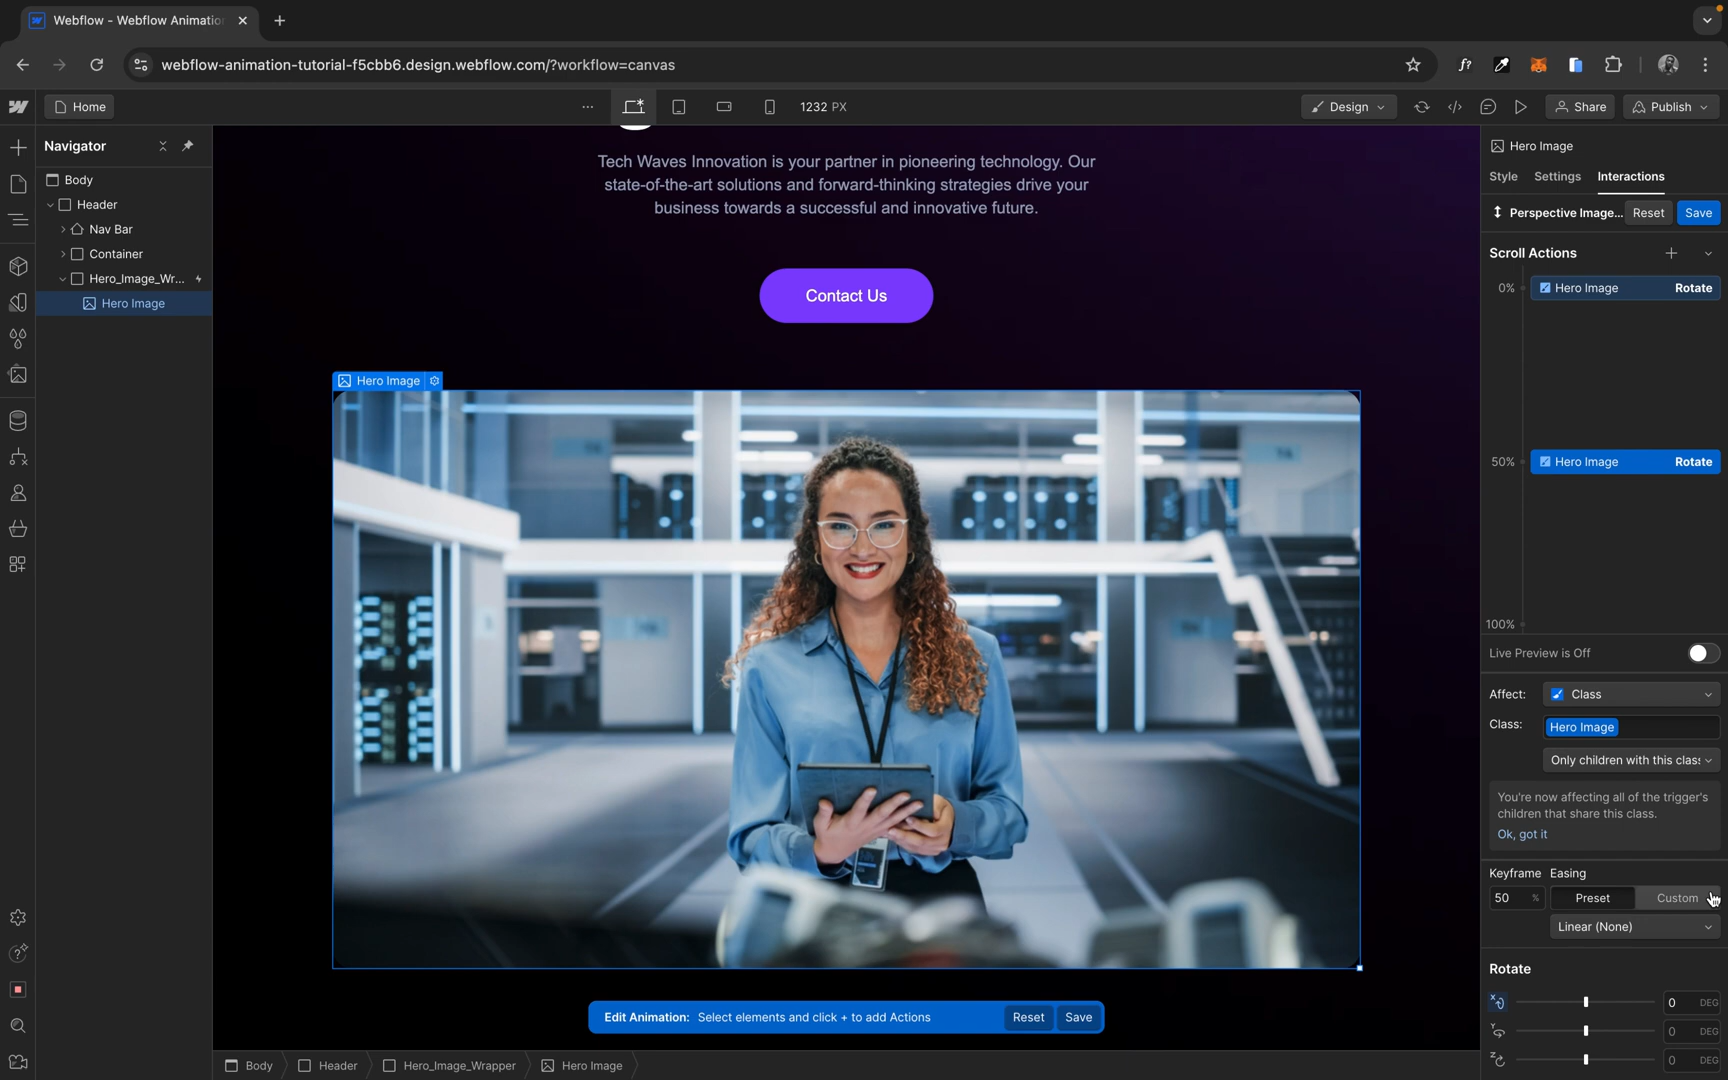 Webflow - Webflow Animatio
webflow-animation-tutorial-f5cbb6.design.webflow.com/?workflow=canvas
Home
1232 PX
Design
Share
Publish
Navigator
Body
Header
Nav Bar
Container
Hero_Image_Wr...
Hero Image
Tech Waves Innovation is your partner in pioneering technology. Our
state-of-the-art solutions and forward-thinking strategies drive your
business towards a successful and innovative future.
Contact Us
Hero Image
Edit Animation: Select elements and click + to add Actions
Reset
Save
Body
Header
Hero_Image_Wrapper
Hero Image
Hero Image
Style
Settings
Interactions
Perspective Image...
Reset
Save
Scroll Actions
0%
Hero Image
Rotate
50%
Hero Image
Rotate
100%
Live Preview is Off
Affect:
Class
Class:
Hero Image
Only children with this class
You're now affecting all of the trigger's
children that share this class.
Ok, got it
Keyframe
Easing
50 %
Preset
Custom
Linear (None)
Rotate
X
0 DEG
Y
0 DEG
Z
0 DEG